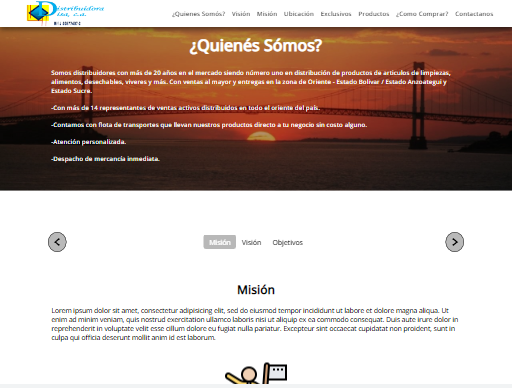 Distribuidora
Disa, c.a.
¿Quienes Somos? Visión Misión Ubicación Exclusivos Productos ¿Como Comprar? Contactanos
¿Quienés Sómos?
Somos distribuidores con más de 20 años en el mercado siendo número uno en distribución de productos de articulos de limpiezas,
alimentos, desechables, viveres y más. Con ventas al mayor y entregas en la zona de Oriente - Estado Bolivar / Estado Anzoategui y
Estado Sucre.
-Con más de 14 representantes de ventas activos distribuidos en todo el oriente del país.
-Contamos con flota de transportes que llevan nuestros productos directo a tu negocio sin costo alguno.
-Atención personalizada.
-Despacho de mercancía inmediata.
Misión Visión Objetivos
Misión
Lorem ipsum dolor sit amet, consectetur adipisicing elit, sed do eiusmod tempor incididunt ut labore et dolore magna aliqua. Ut
enim ad minim veniam, quis nostrud exercitation ullamco laboris nisi ut aliquip ex ea commodo consequat. Duis aute irure dolor in
reprehenderit in voluptate velit esse cillum dolore eu fugiat nulla pariatur. Excepteur sint occaecat cupidatat non proident, sunt in
culpa qui officia deserunt mollit anim id est laborum.